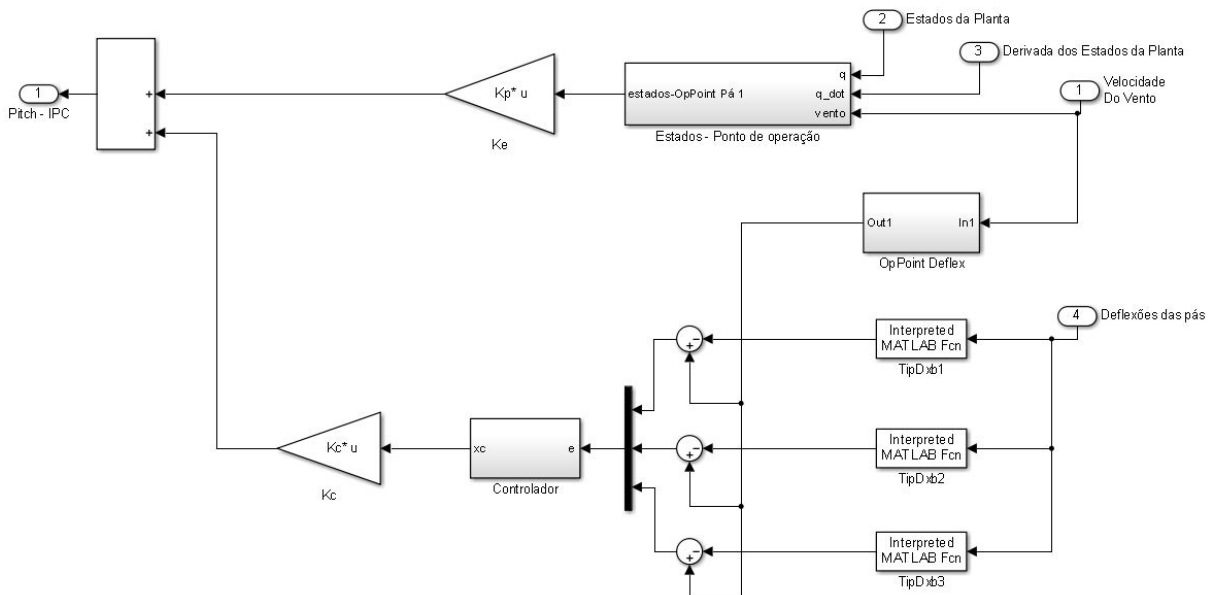 2
Estados da Planta
3
Derivada dos Estados da Planta
1
Velocidade
Do Vento
1
Pitch - IPC
+
+
Kp* u
Ke
estados-OpPoint Pá 1
q
q_dot
vento
Estados - Ponto de operação
Out1
In1
OpPoint Deflex
4
Deflexões das pás
Interpreted
MATLAB Fcn
TipDxb1
+
−
Kc* u
Kc
xc
e
Controlador
Interpreted
MATLAB Fcn
TipDxb2
+
−
Interpreted
MATLAB Fcn
TipDxb3
+
−